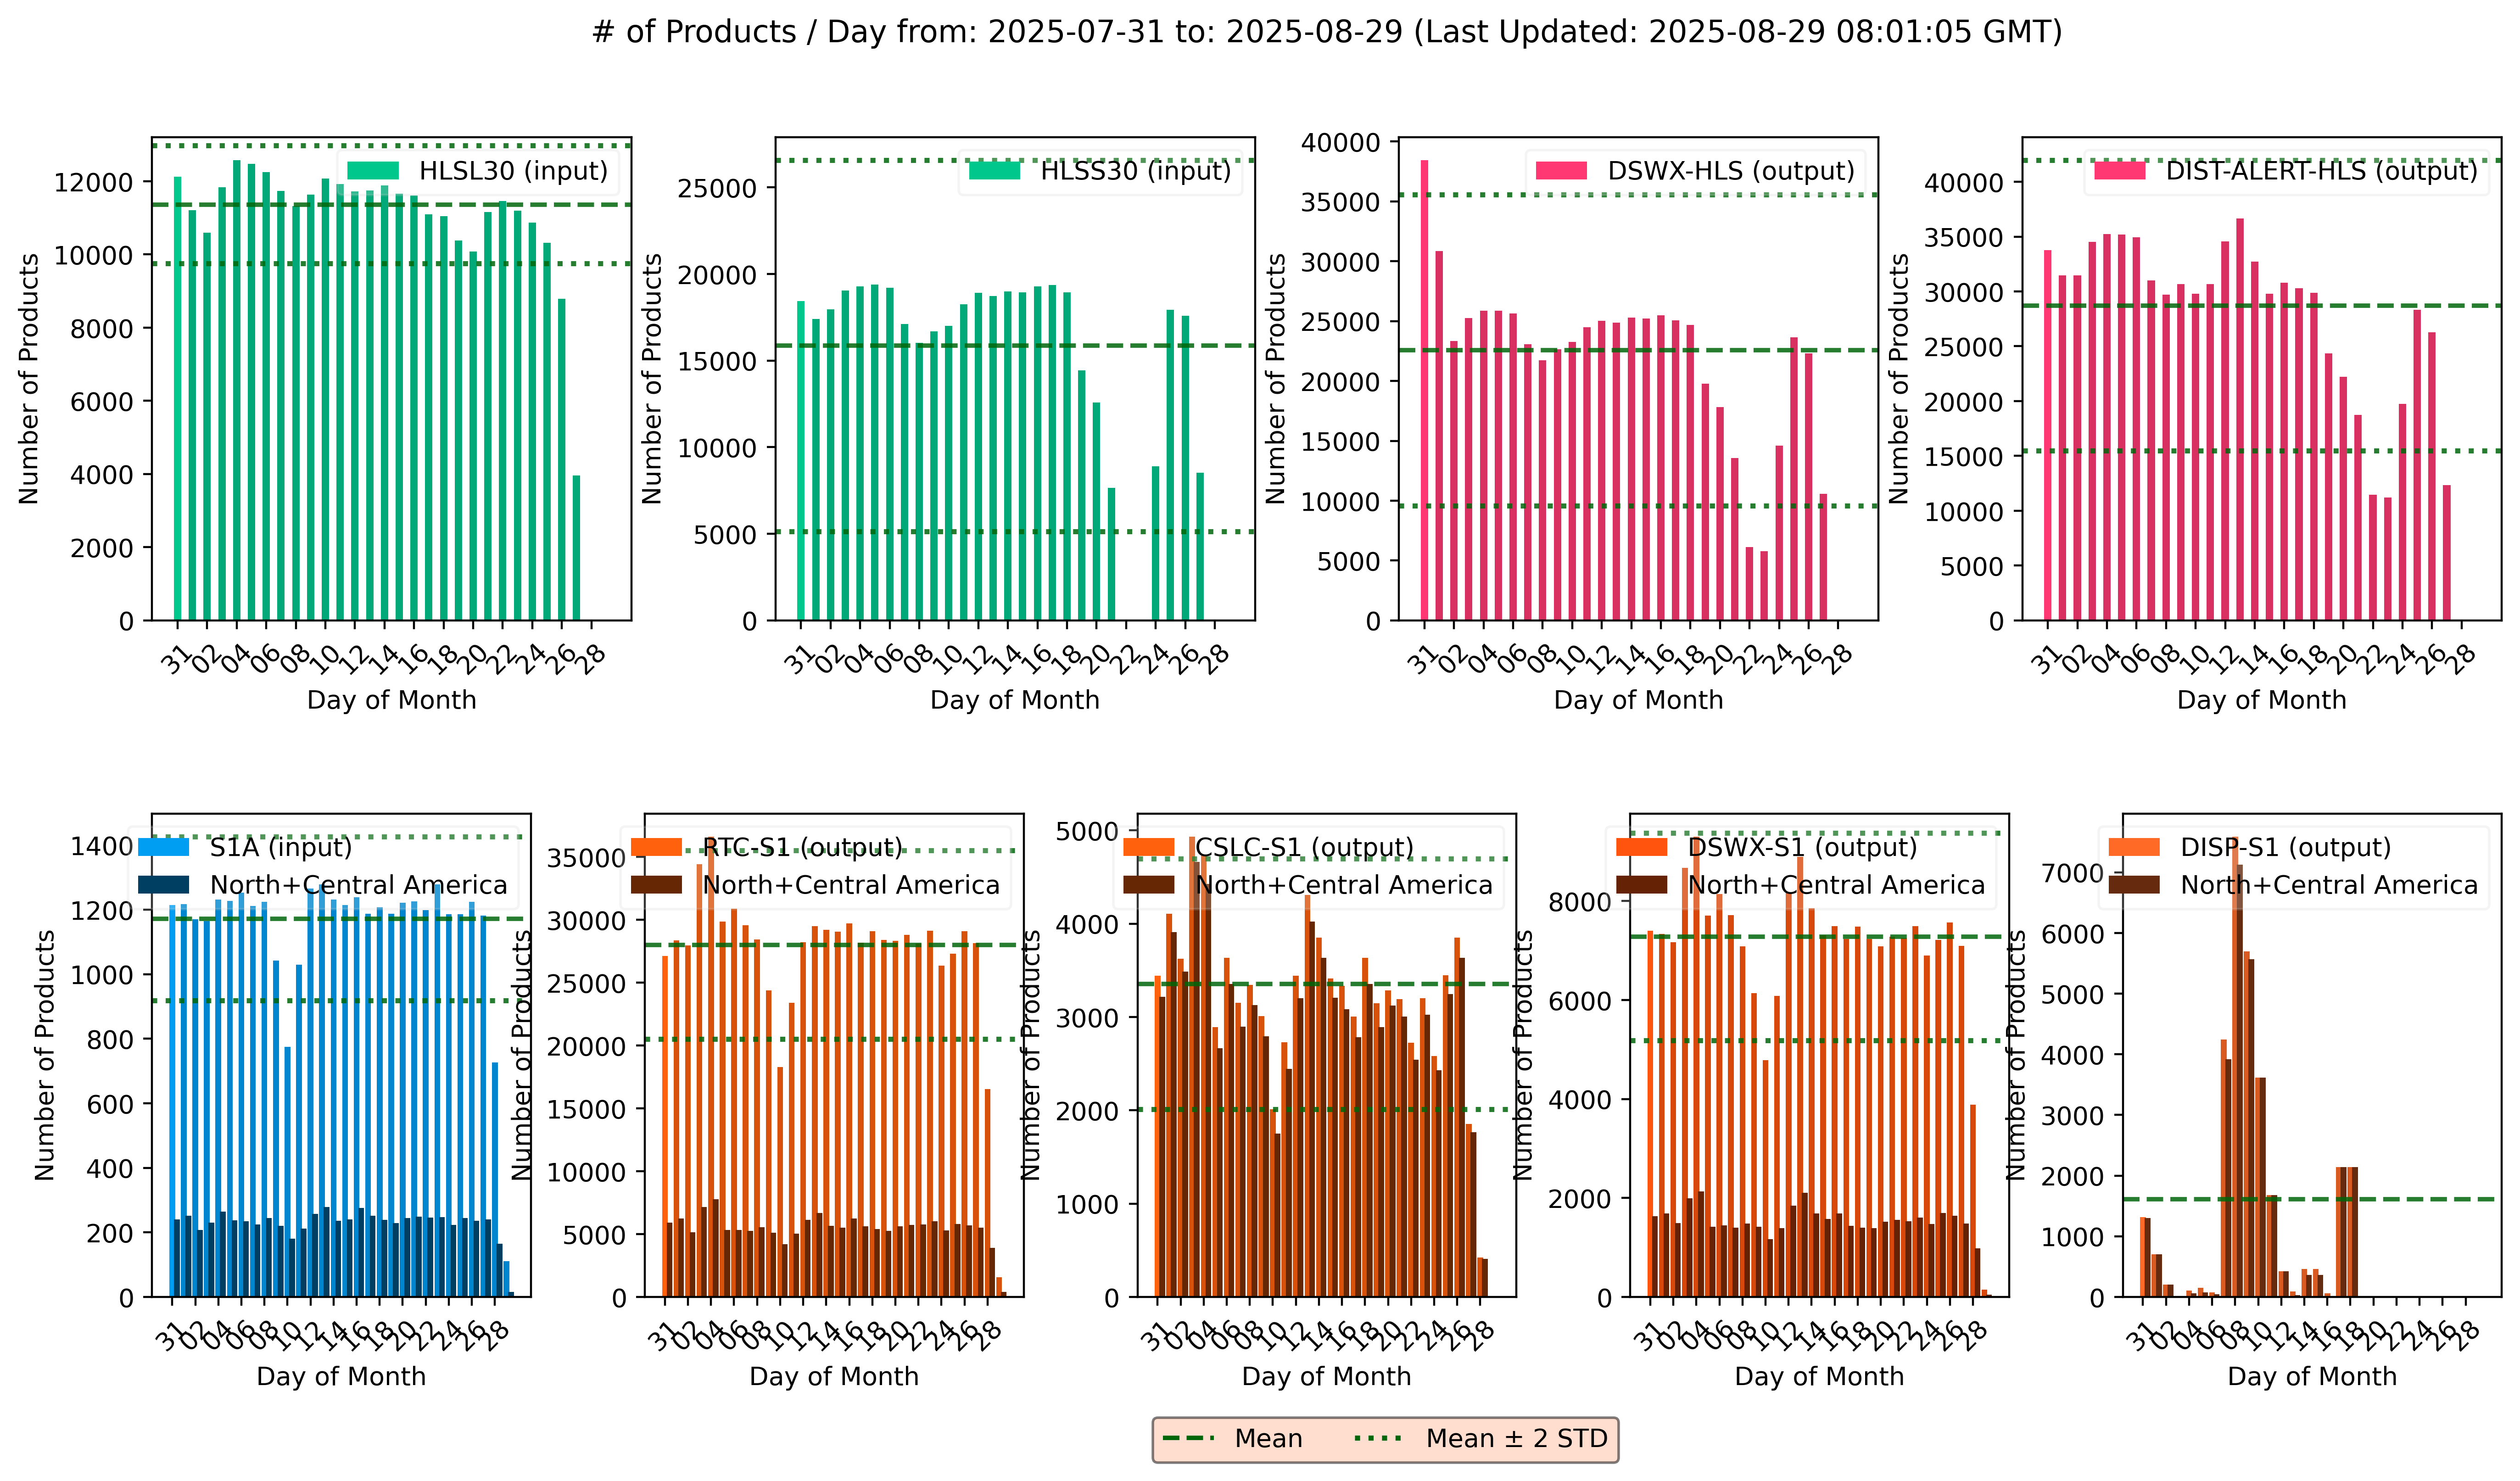 # of Products / Day from: 2025-07-31 to: 2025-08-29 (Last Updated: 2025-08-29 08:01:05 GMT)
HLSL30 (input)
Number of Products
12000
10000
8000
6000
4000
2000
0
31 02 04 06 08 10 12 14 16 18 20 22 24 26 28
Day of Month
HLSS30 (input)
Number of Products
25000
20000
15000
10000
5000
0
31 02 04 06 08 10 12 14 16 18 20 22 24 26 28
Day of Month
DSWX-HLS (output)
Number of Products
40000
35000
30000
25000
20000
15000
10000
5000
0
31 02 04 06 08 10 12 14 16 18 20 22 24 26 28
Day of Month
DIST-ALERT-HLS (output)
Number of Products
40000
35000
30000
25000
20000
15000
10000
5000
0
31 02 04 06 08 10 12 14 16 18 20 22 24 26 28
Day of Month
S1A (input)
North+Central America
Number of Products
1400
1200
1000
800
600
400
200
0
31 02 04 06 08 10 12 14 16 18 20 22 24 26 28
Day of Month
RTC-S1 (output)
North+Central America
Number of Products
35000
30000
25000
20000
15000
10000
5000
0
31 02 04 06 08 10 12 14 16 18 20 22 24 26 28
Day of Month
CSLC-S1 (output)
North+Central America
Number of Products
5000
4000
3000
2000
1000
0
31 02 04 06 08 10 12 14 16 18 20 22 24 26 28
Day of Month
DSWX-S1 (output)
North+Central America
Number of Products
8000
6000
4000
2000
0
31 02 04 06 08 10 12 14 16 18 20 22 24 26 28
Day of Month
DISP-S1 (output)
North+Central America
Number of Products
7000
6000
5000
4000
3000
2000
1000
0
31 02 04 06 08 10 12 14 16 18 20 22 24 26 28
Day of Month
Mean
Mean ± 2 STD